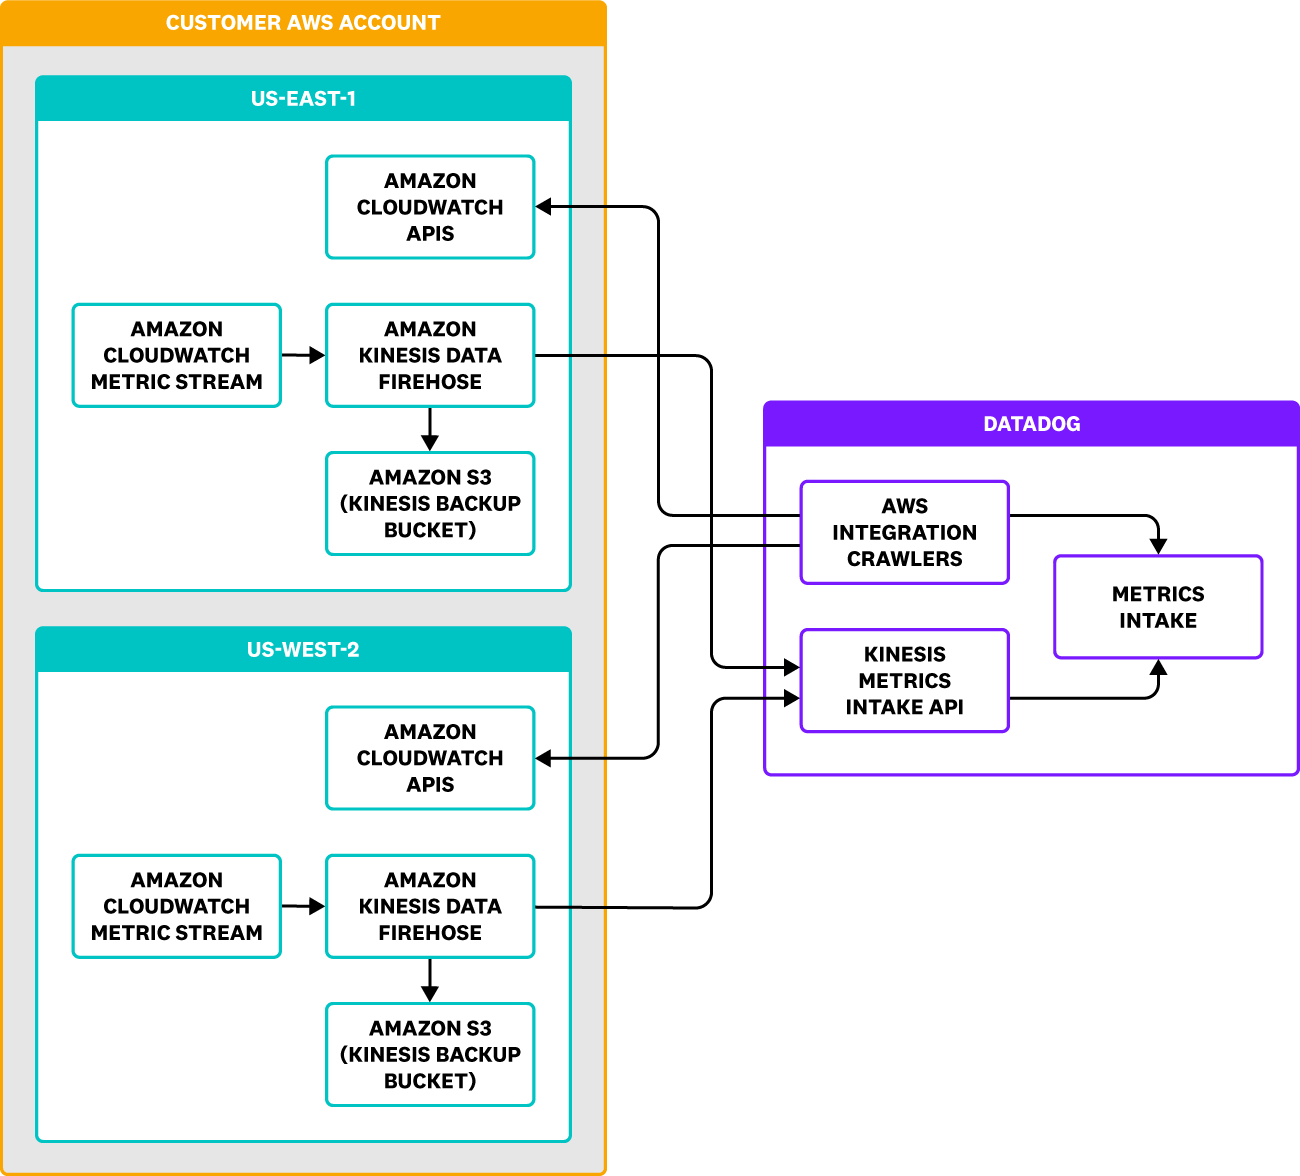 CUSTOMER AWS ACCOUNT
US-EAST-1
AMAZON
CLOUDWATCH
APIS
AMAZON
CLOUDWATCH
METRIC STREAM
AMAZON
KINESIS DATA
FIREHOSE
AMAZON S3
(KINESIS BACKUP
BUCKET)
US-WEST-2
AMAZON
CLOUDWATCH
APIS
AMAZON
CLOUDWATCH
METRIC STREAM
AMAZON
KINESIS DATA
FIREHOSE
AMAZON S3
(KINESIS BACKUP
BUCKET)
DATADOG
AWS
INTEGRATION
CRAWLERS
METRICS
INTAKE
KINESIS
METRICS
INTAKE API